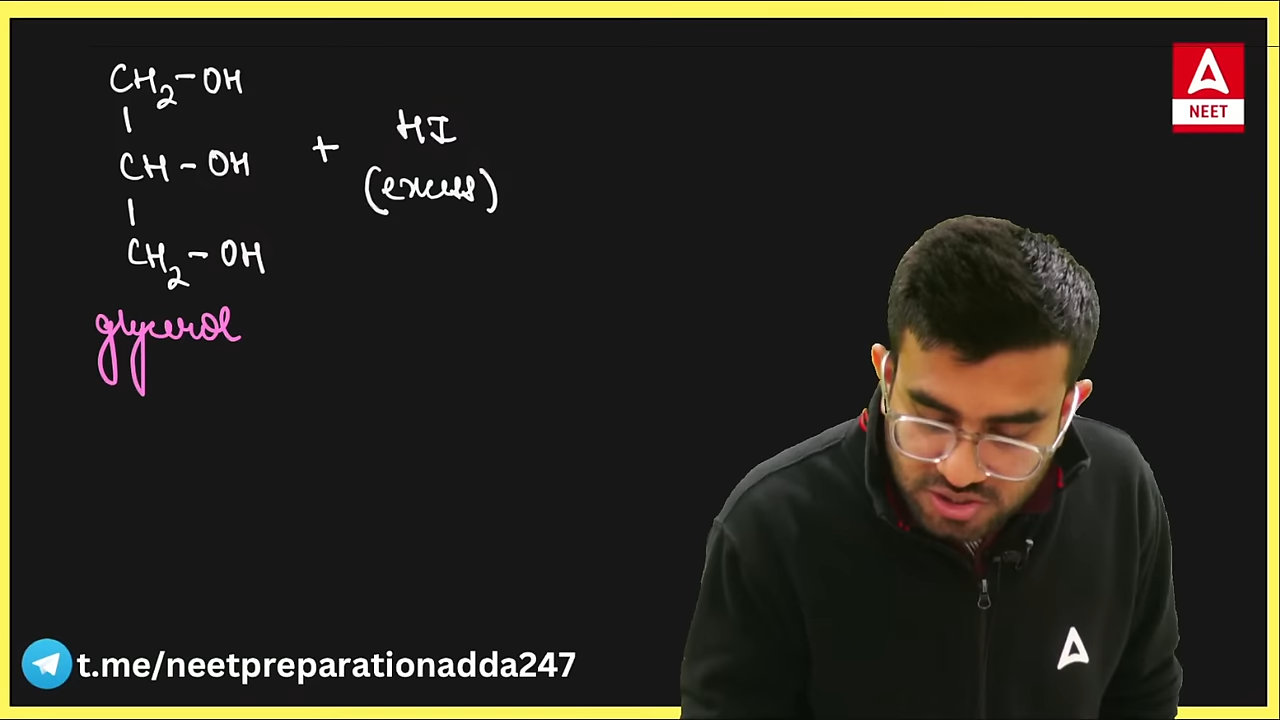 CH2-OH
|
CH-OH
|
CH2-OH
+ HI
(excess)
glycerol
NEET
t.me/neetpreparationadda247